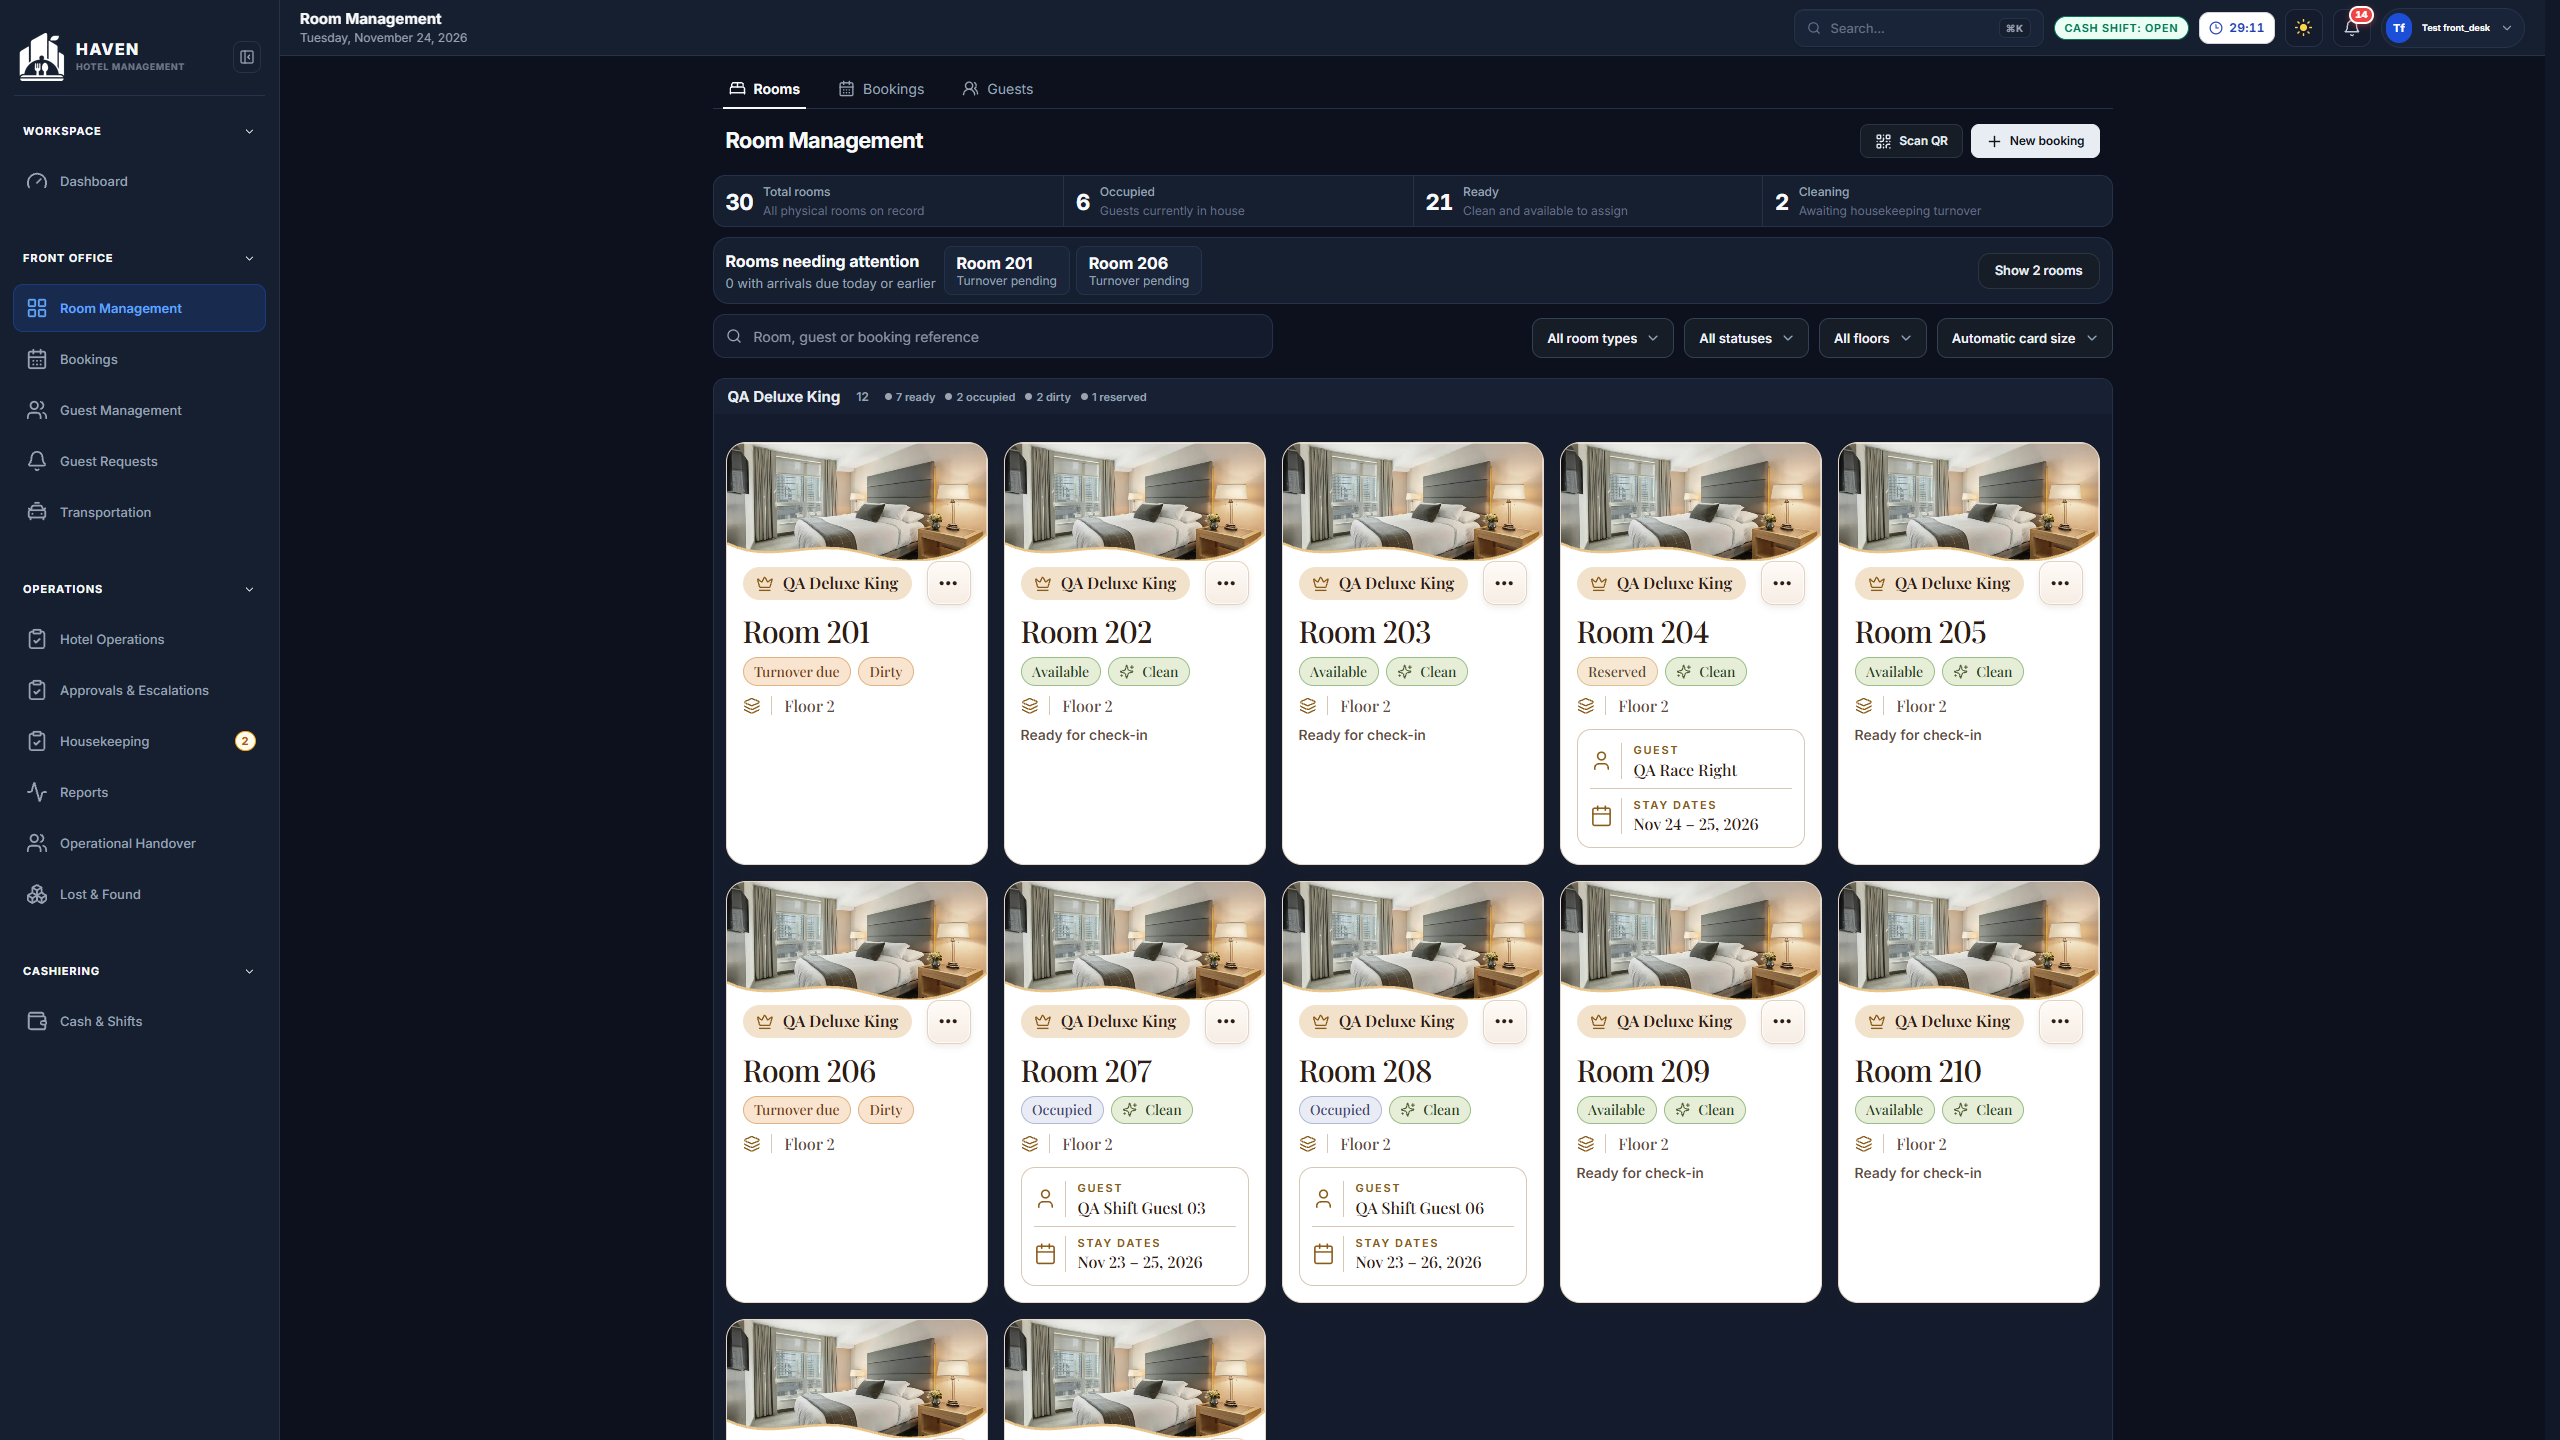 HAVEN
HOTEL MANAGEMENT
WORKSPACE
Dashboard
FRONT OFFICE
Room Management
Bookings
Guest Management
Guest Requests
Transportation
OPERATIONS
Hotel Operations
Approvals & Escalations
Housekeeping 2
Reports
Operational Handover
Lost & Found
CASHIERING
Cash & Shifts
Room Management
Tuesday, November 24, 2026
Search... ⌘K CASH SHIFT: OPEN 29:11 14 Tf Test front_desk
Rooms Bookings Guests
Room Management
Scan QR New booking
30 Total rooms
All physical rooms on record
6 Occupied
Guests currently in house
21 Ready
Clean and available to assign
2 Cleaning
Awaiting housekeeping turnover
Rooms needing attention
0 with arrivals due today or earlier
Room 201
Turnover pending
Room 206
Turnover pending
Show 2 rooms
Room, guest or booking reference
All room types All statuses All floors Automatic card size
QA Deluxe King 12 7 ready 2 occupied 2 dirty 1 reserved
QA Deluxe King
Room 201
Turnover due Dirty
Floor 2
QA Deluxe King
Room 202
Available Clean
Floor 2
Ready for check-in
QA Deluxe King
Room 203
Available Clean
Floor 2
Ready for check-in
QA Deluxe King
Room 204
Reserved Clean
Floor 2
GUEST
QA Race Right
STAY DATES
Nov 24 – 25, 2026
QA Deluxe King
Room 205
Available Clean
Floor 2
Ready for check-in
QA Deluxe King
Room 206
Turnover due Dirty
Floor 2
QA Deluxe King
Room 207
Occupied Clean
Floor 2
GUEST
QA Shift Guest 03
STAY DATES
Nov 23 – 25, 2026
QA Deluxe King
Room 208
Occupied Clean
Floor 2
GUEST
QA Shift Guest 06
STAY DATES
Nov 23 – 26, 2026
QA Deluxe King
Room 209
Available Clean
Floor 2
Ready for check-in
QA Deluxe King
Room 210
Available Clean
Floor 2
Ready for check-in